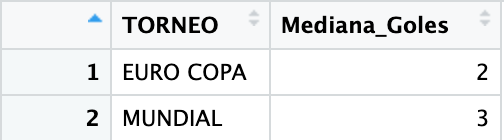 TORNEO Mediana_Goles
1 EURO COPA 2
2 MUNDIAL 3